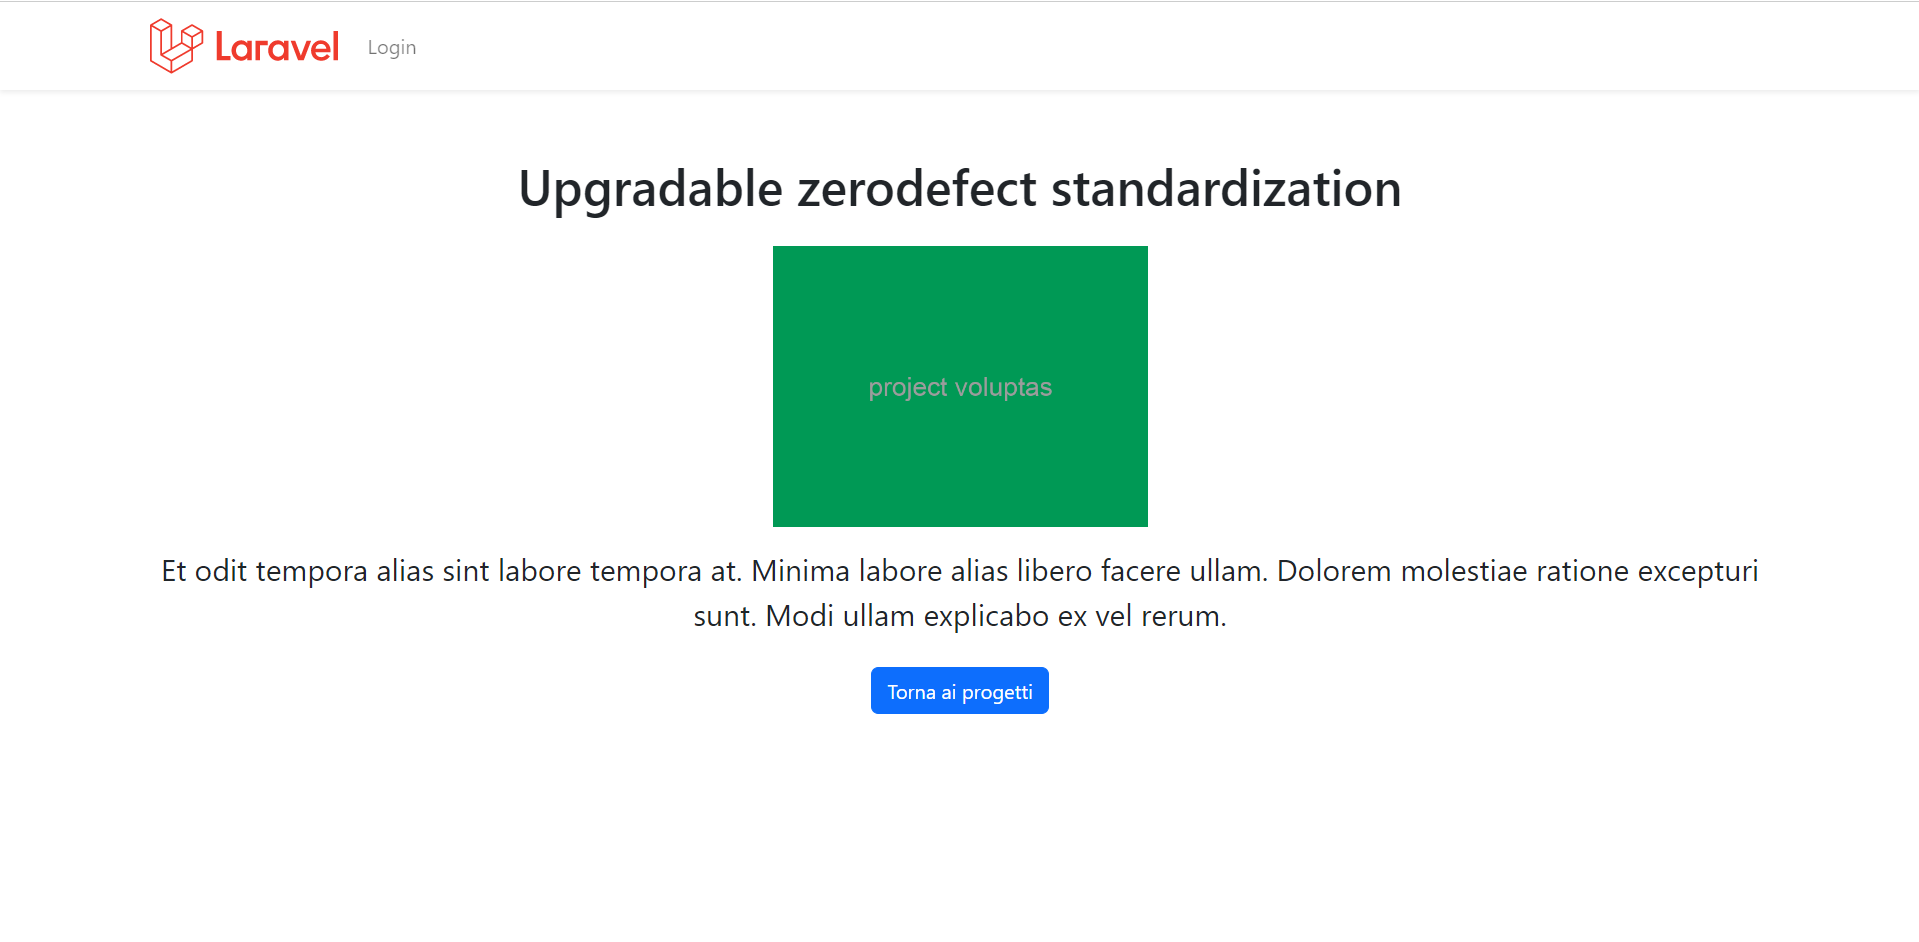 Laravel Login
Upgradable zerodefect standardization
project voluptas
Et odit tempora alias sint labore tempora at. Minima labore alias libero facere ullam. Dolorem molestiae ratione excepturi
sunt. Modi ullam explicabo ex vel rerum.
Torna ai progetti